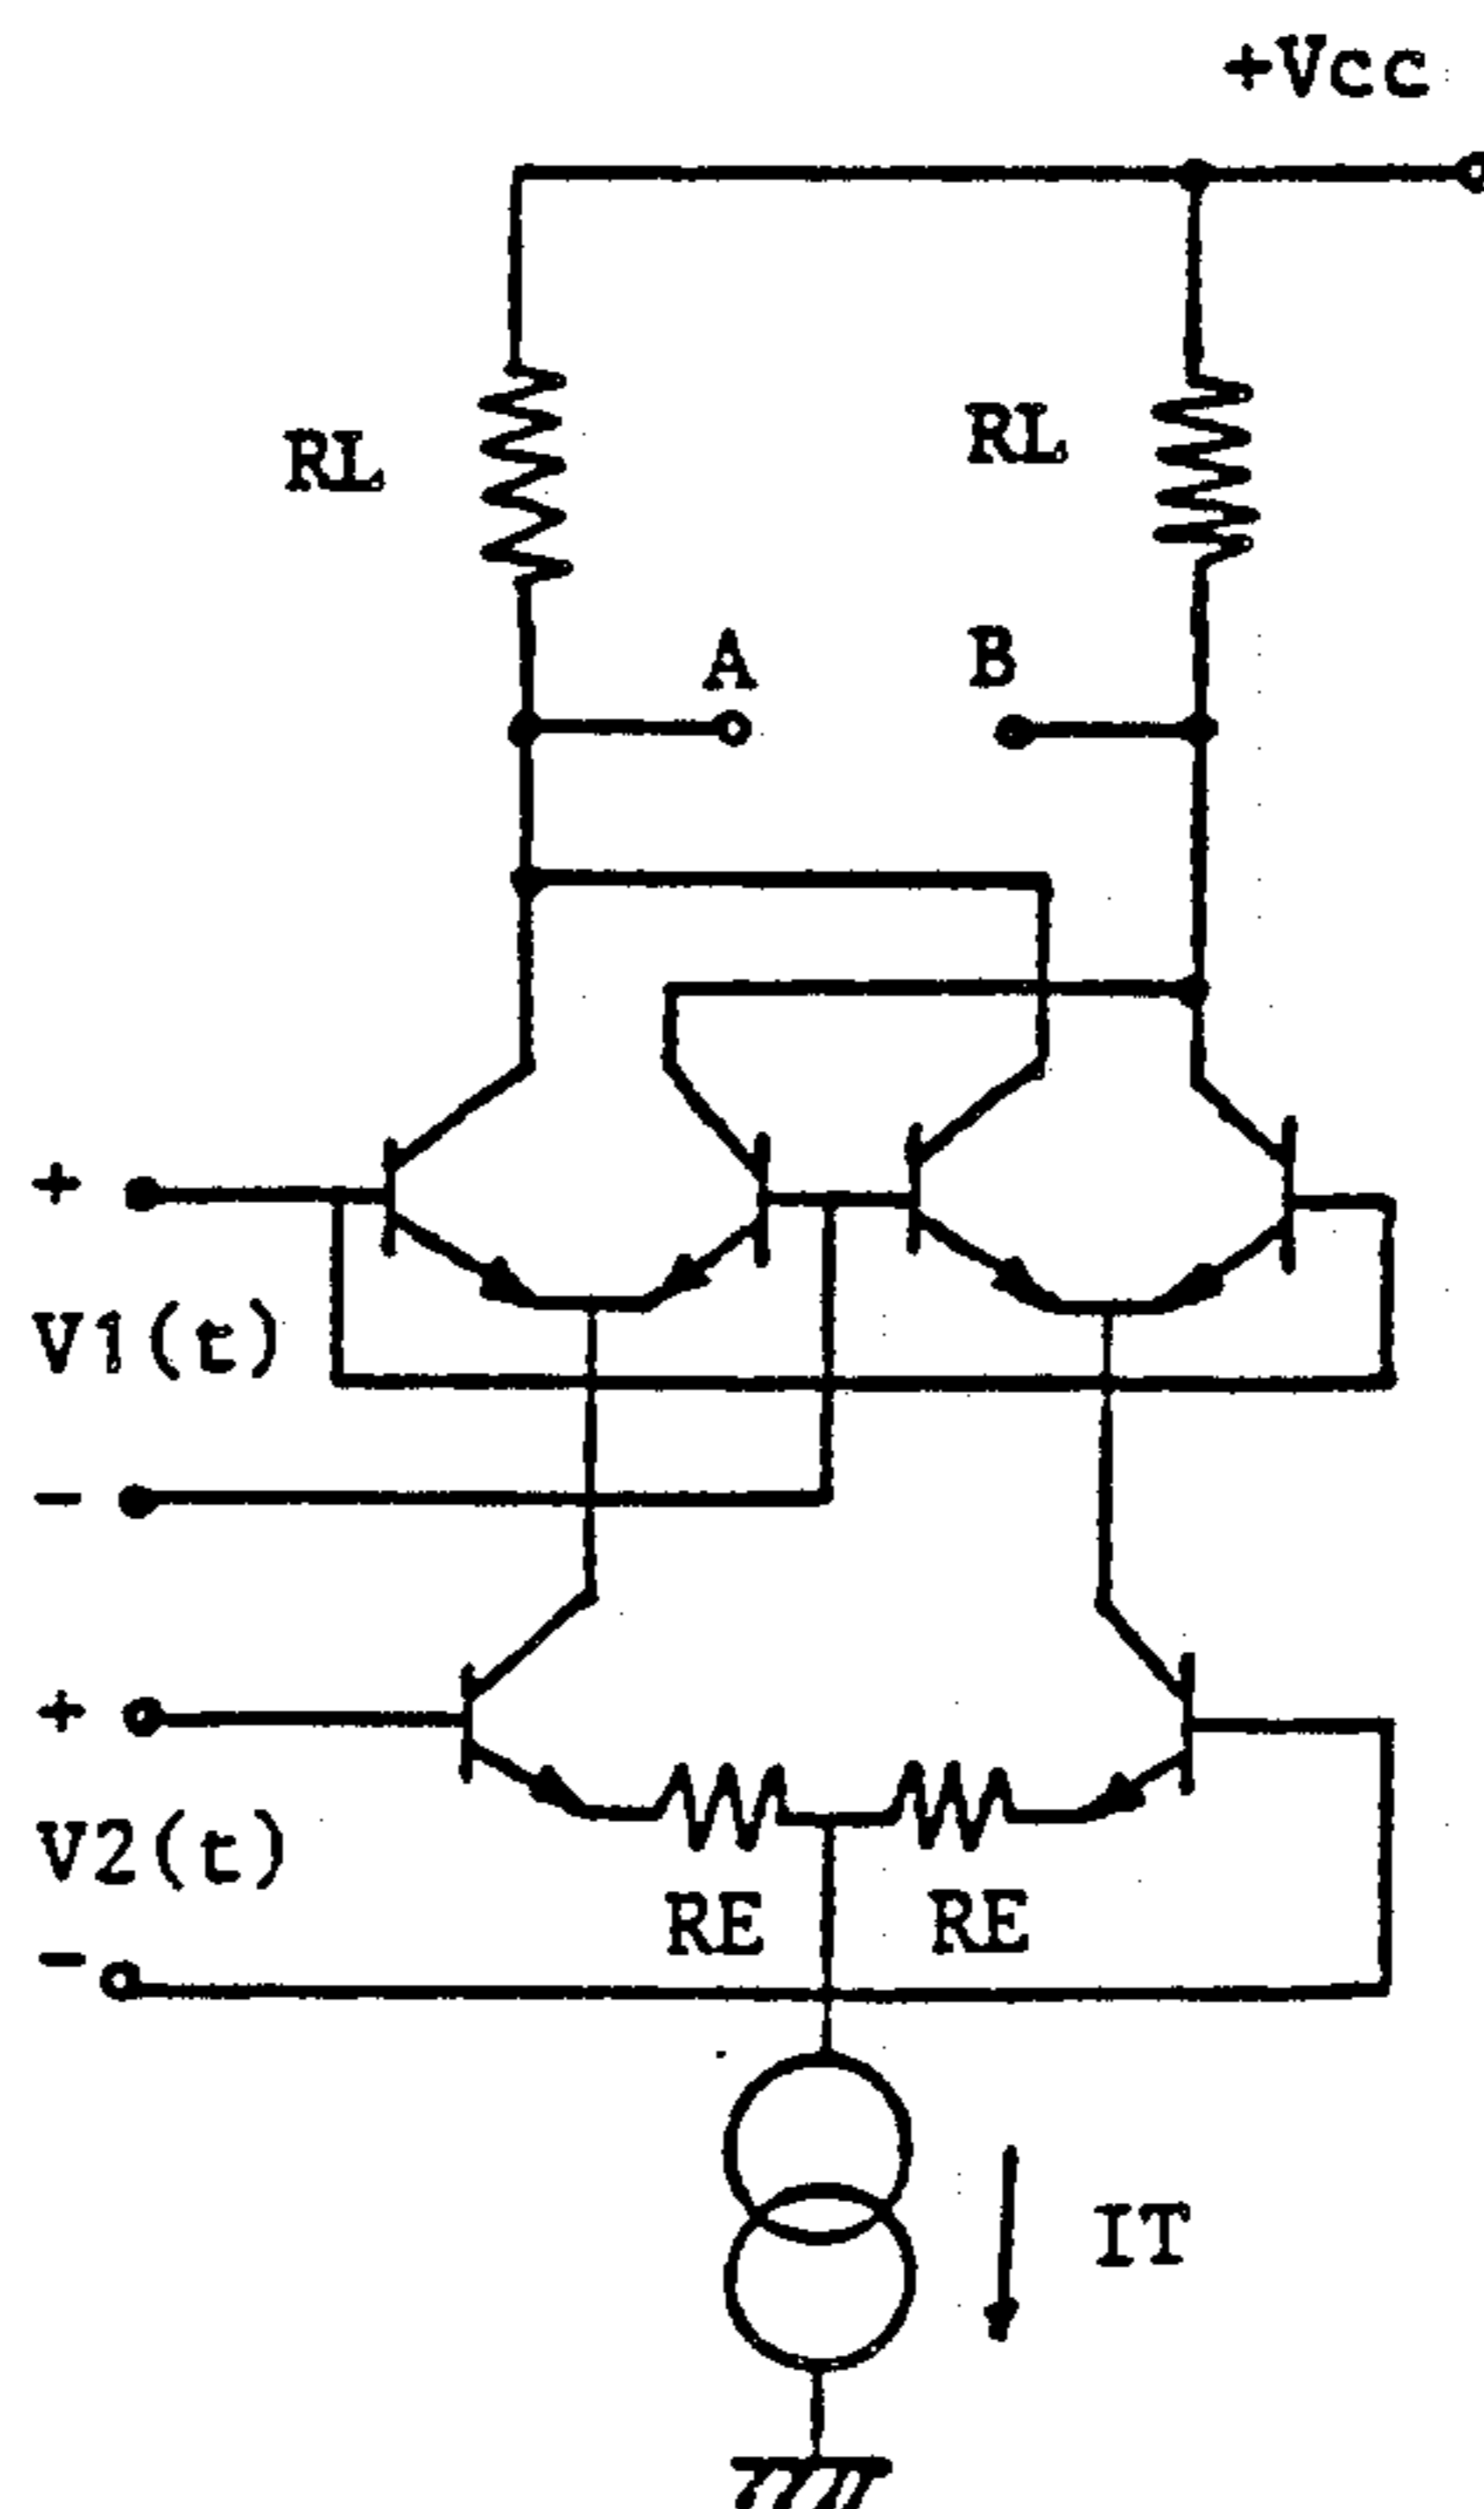 +Vcc
RL RL
A B
+
V1(t)
-
+
V2(t)
RE RE
-
IT